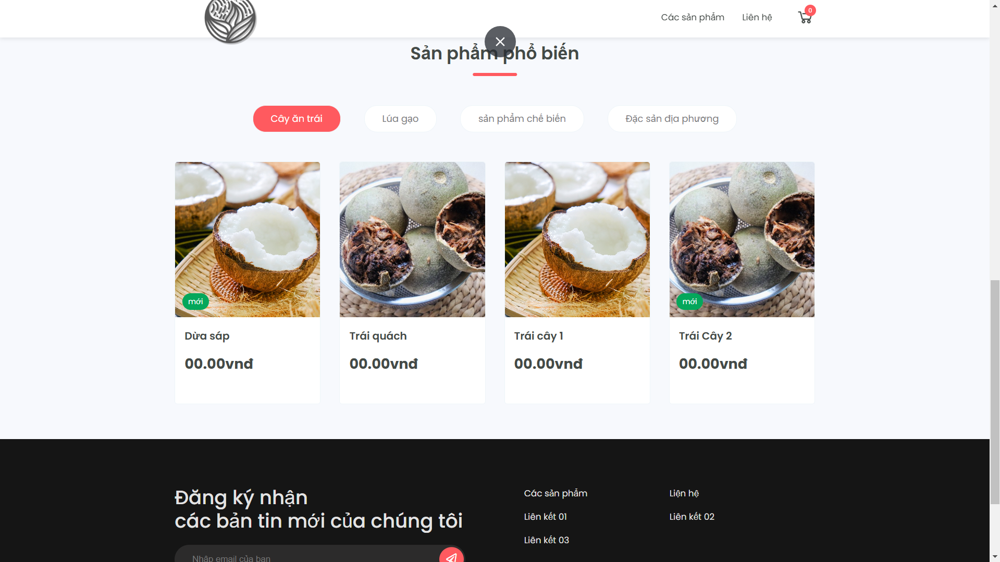 Các sản phẩm
Liên hệ
0
Sản phẩm phổ biến
Cây ăn trái
Lúa gạo
sản phẩm chế biến
Đặc sản địa phương
mới
mới
Dừa sáp
Trái quách
Trái cây 1
Trái Cây 2
00.00vnđ
00.00vnđ
00.00vnđ
00.00vnđ
Đăng ký nhận
các bản tin mới của chúng tôi
Nhập email của bạn
Các sản phẩm
Liên kết 01
Liên kết 03
Liện hệ
Liên kết 02